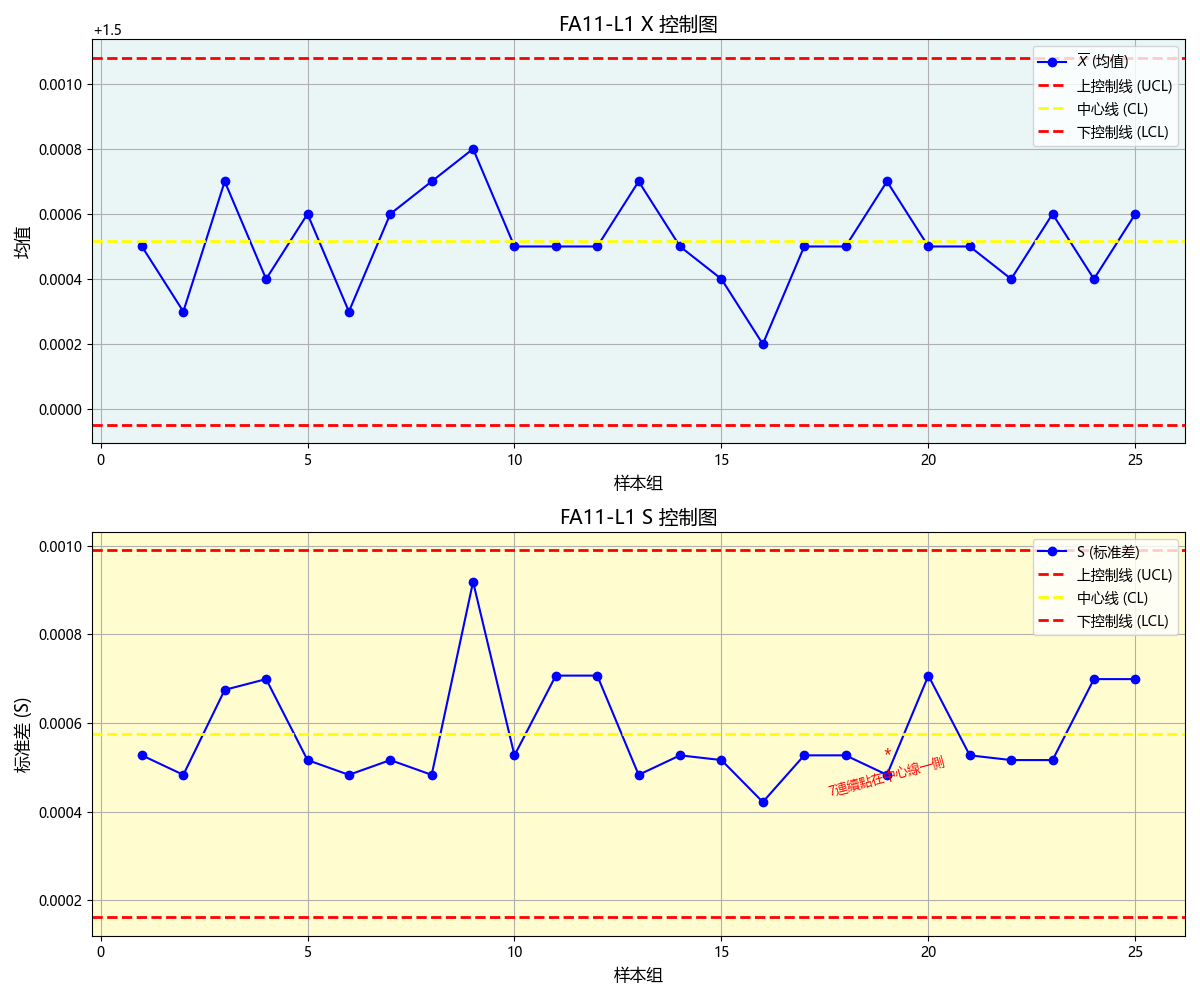 FA11-L1 X 控制图
+1.5
0.0010
0.0008
0.0006
0.0004
0.0002
0.0000
均值
X (均值)
上控制线 (UCL)
中心线 (CL)
下控制线 (LCL)
0 5 10 15 20 25
样本组
FA11-L1 S 控制图
0.0010
0.0008
0.0006
0.0004
0.0002
标准差 (S)
S (标准差)
上控制线 (UCL)
中心线 (CL)
下控制线 (LCL)
*
7連續點在中心線一側
0 5 10 15 20 25
样本组